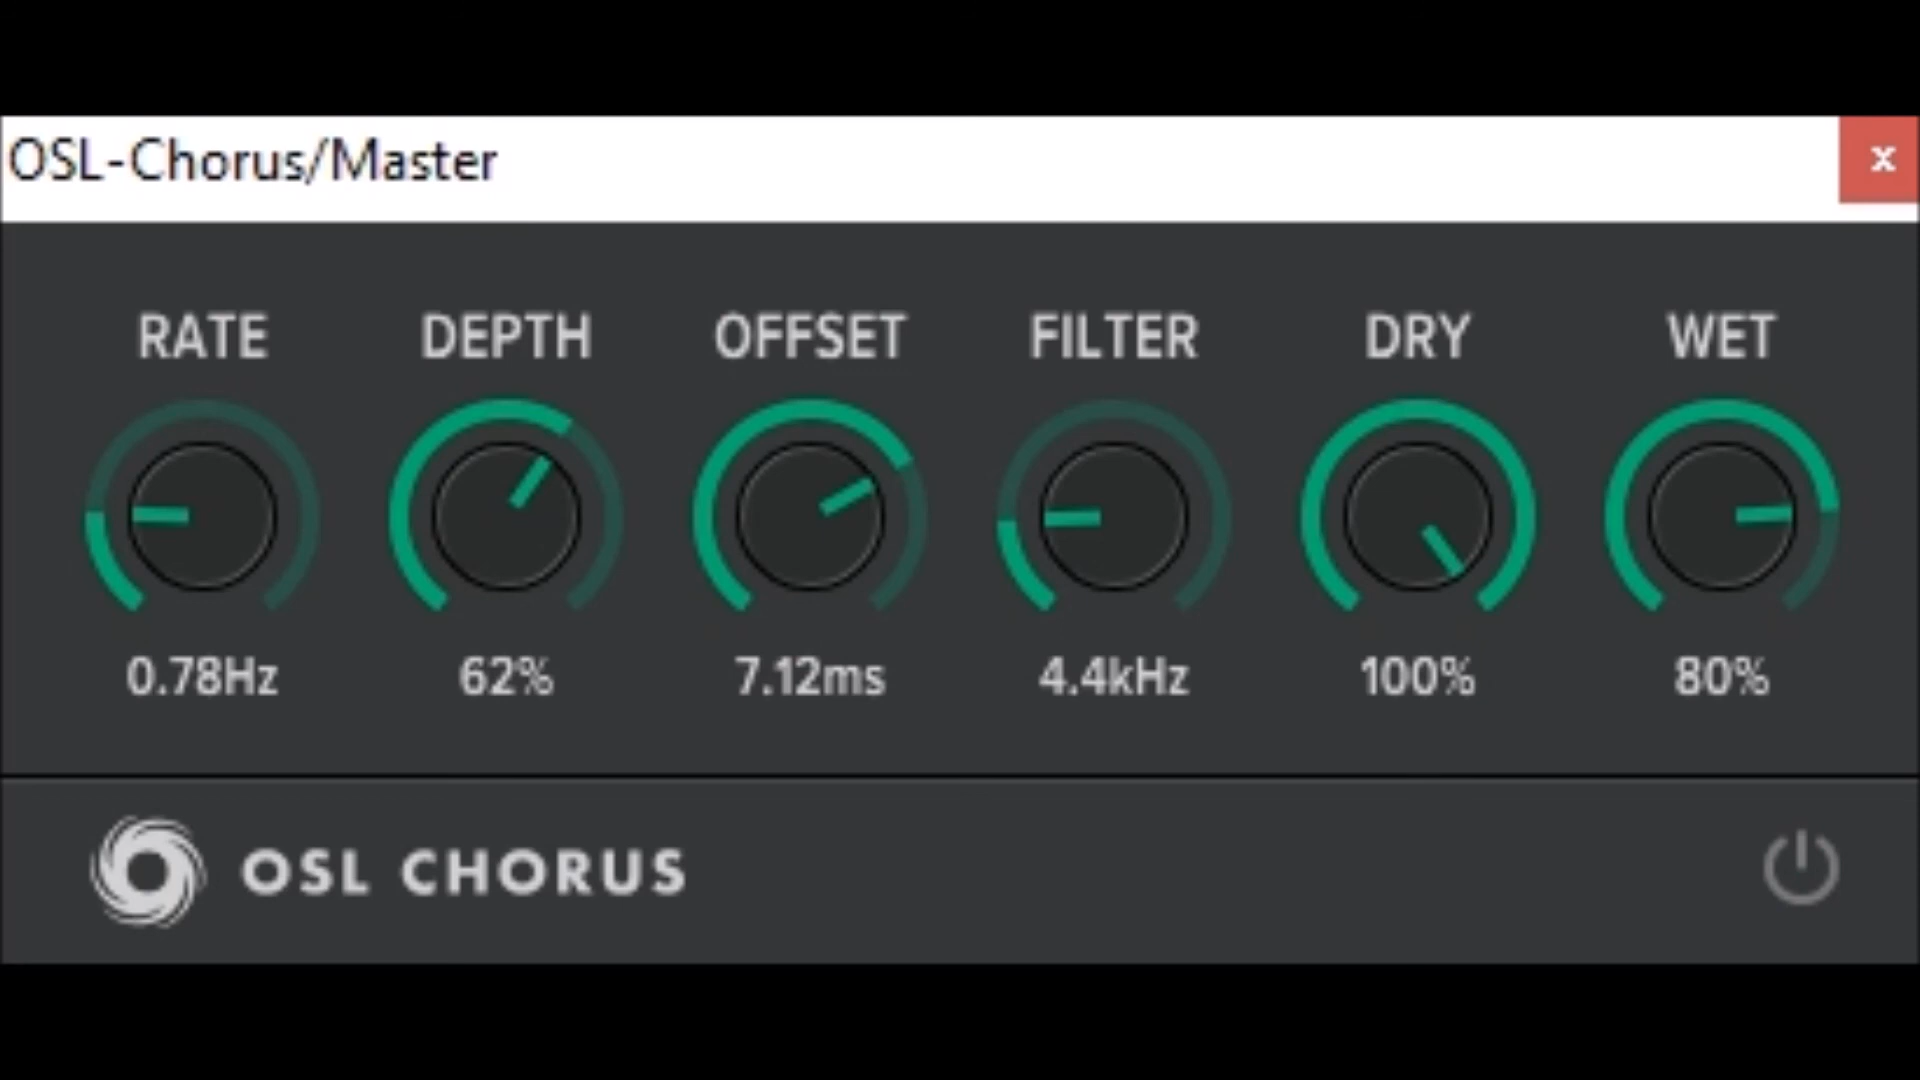 OSL-Chorus/Master x
RATE DEPTH OFFSET FILTER DRY WET
0.78Hz 62% 7.12ms 4.4kHz 100% 80%
OSL CHORUS